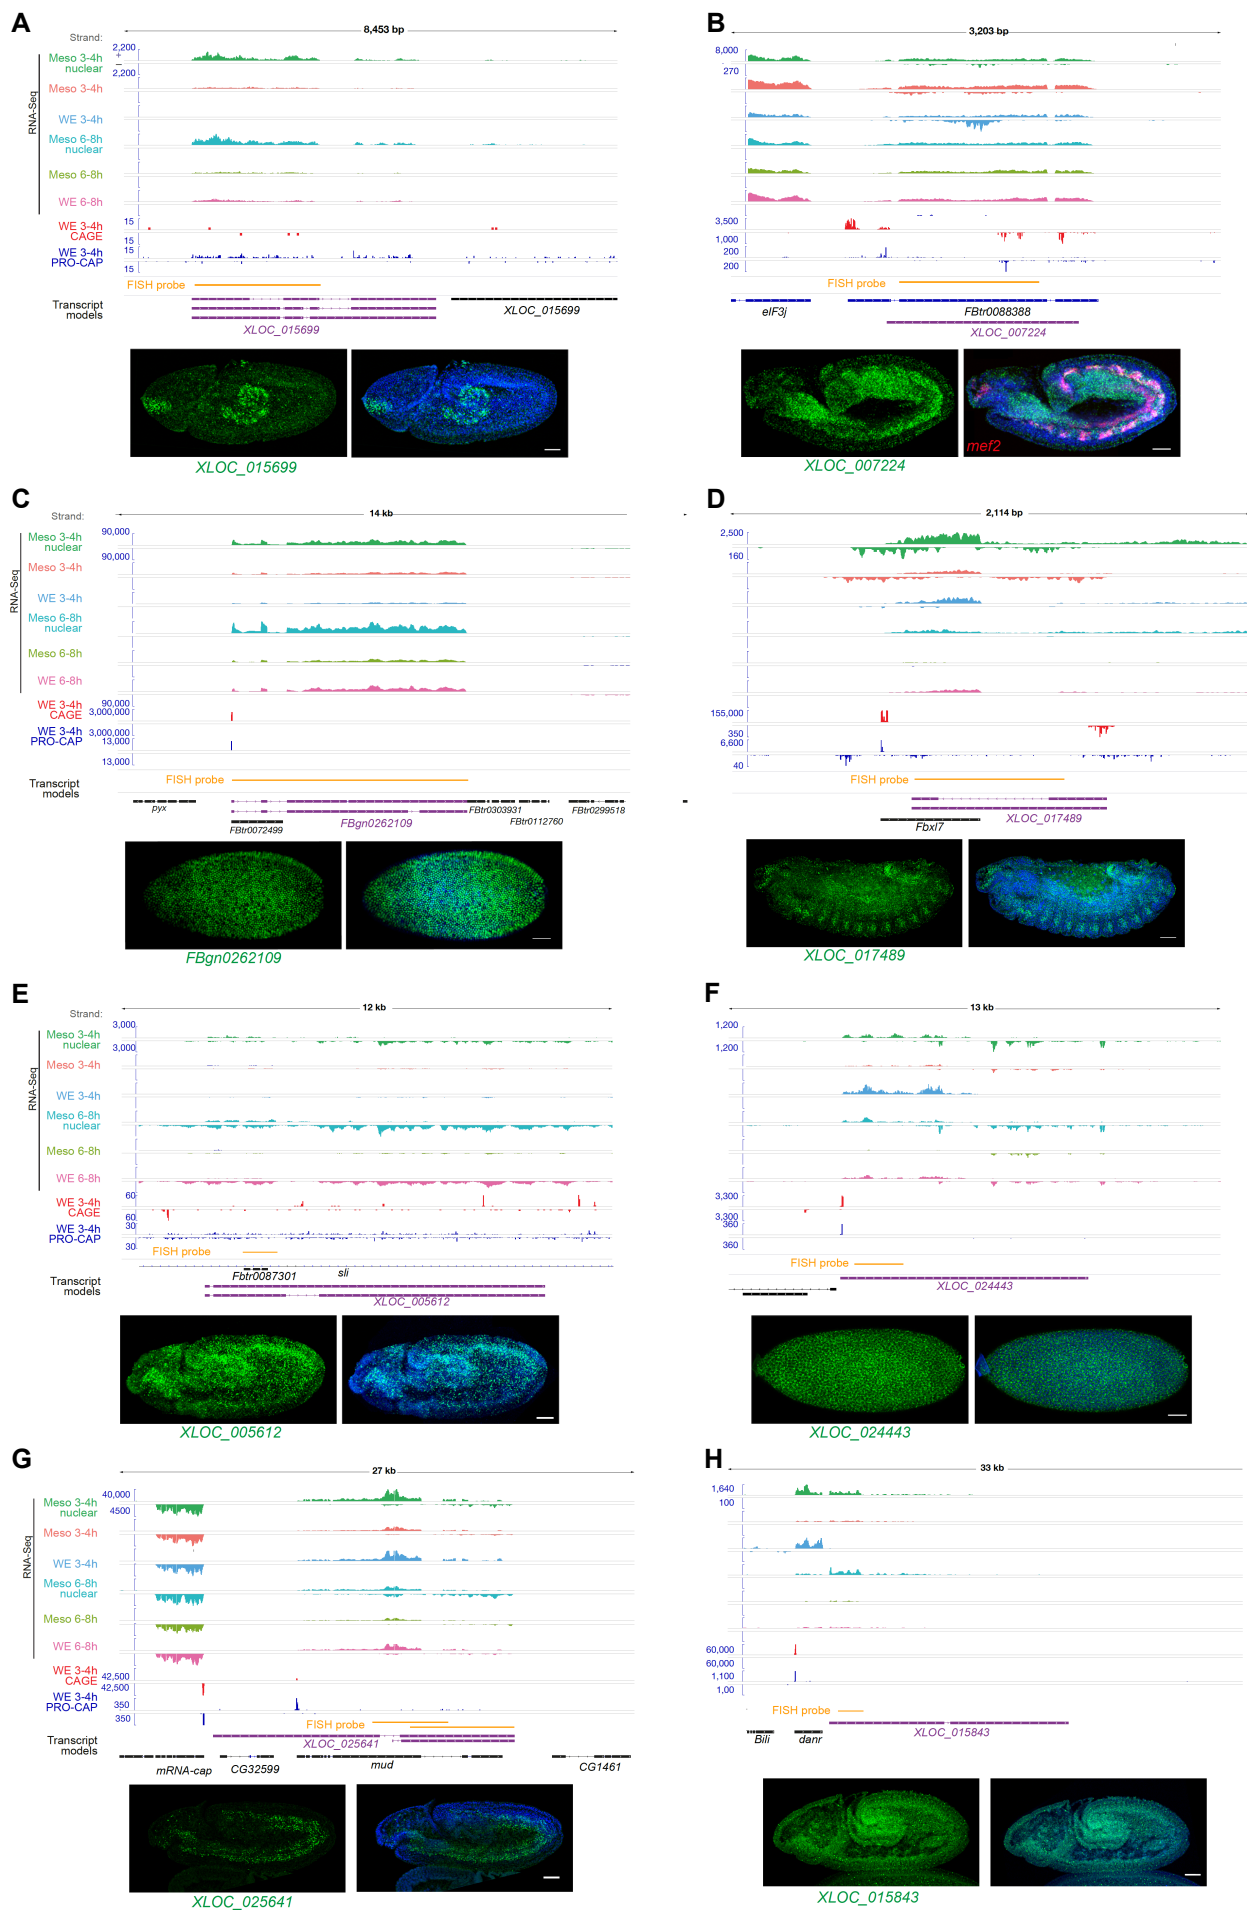 A
8,453 bp
Strand:
RNA-Seq
2,200
+
−
2,200
Meso 3-4h
nuclear
Meso 3-4h
WE 3-4h
Meso 6-8h
nuclear
Meso 6-8h
WE 6-8h
WE 3-4h
CAGE
15
15
WE 3-4h
PRO-CAP
15
15
FISH probe
Transcript
models
XLOC_015699
XLOC_015699
XLOC_015699
B
3,203 bp
8,000
270
3,500
1,000
200
200
FISH probe
eIF3j
FBtr0088388
XLOC_007224
mef2
XLOC_007224
C
14 kb
Strand:
RNA-Seq
90,000
90,000
Meso 3-4h
nuclear
Meso 3-4h
WE 3-4h
Meso 6-8h
nuclear
Meso 6-8h
WE 6-8h
WE 3-4h
CAGE
90,000
3,000,000
WE 3-4h
PRO-CAP
3,000,000
13,000
13,000
FISH probe
Transcript
models
pyx
FBtr0072499
FBgn0262109
FBtr0303931
FBtr0112760
FBtr0299518
FBgn0262109
D
2,114 bp
2,500
160
155,000
350
6,600
40
FISH probe
XLOC_017489
Fbxl7
XLOC_017489
E
12 kb
Strand:
RNA-Seq
3,000
3,000
Meso 3-4h
nuclear
Meso 3-4h
WE 3-4h
Meso 6-8h
nuclear
Meso 6-8h
WE 6-8h
WE 3-4h
CAGE
60
60
WE 3-4h
PRO-CAP
30
30
FISH probe
Transcript
models
Fbtr0087301
sli
XLOC_005612
XLOC_005612
F
13 kb
1,200
1,200
3,300
3,300
360
360
FISH probe
XLOC_024443
XLOC_024443
G
27 kb
RNA-Seq
40,000
4500
Meso 3-4h
nuclear
Meso 3-4h
WE 3-4h
Meso 6-8h
nuclear
Meso 6-8h
WE 6-8h
WE 3-4h
CAGE
42,500
42,500
WE 3-4h
PRO-CAP
350
350
FISH probe
Transcript
models
XLOC_025641
mRNA-cap
CG32599
mud
CG1461
XLOC_025641
H
33 kb
1,640
100
60,000
60,000
1,100
1,00
FISH probe
Bili
danr
XLOC_015843
XLOC_015843